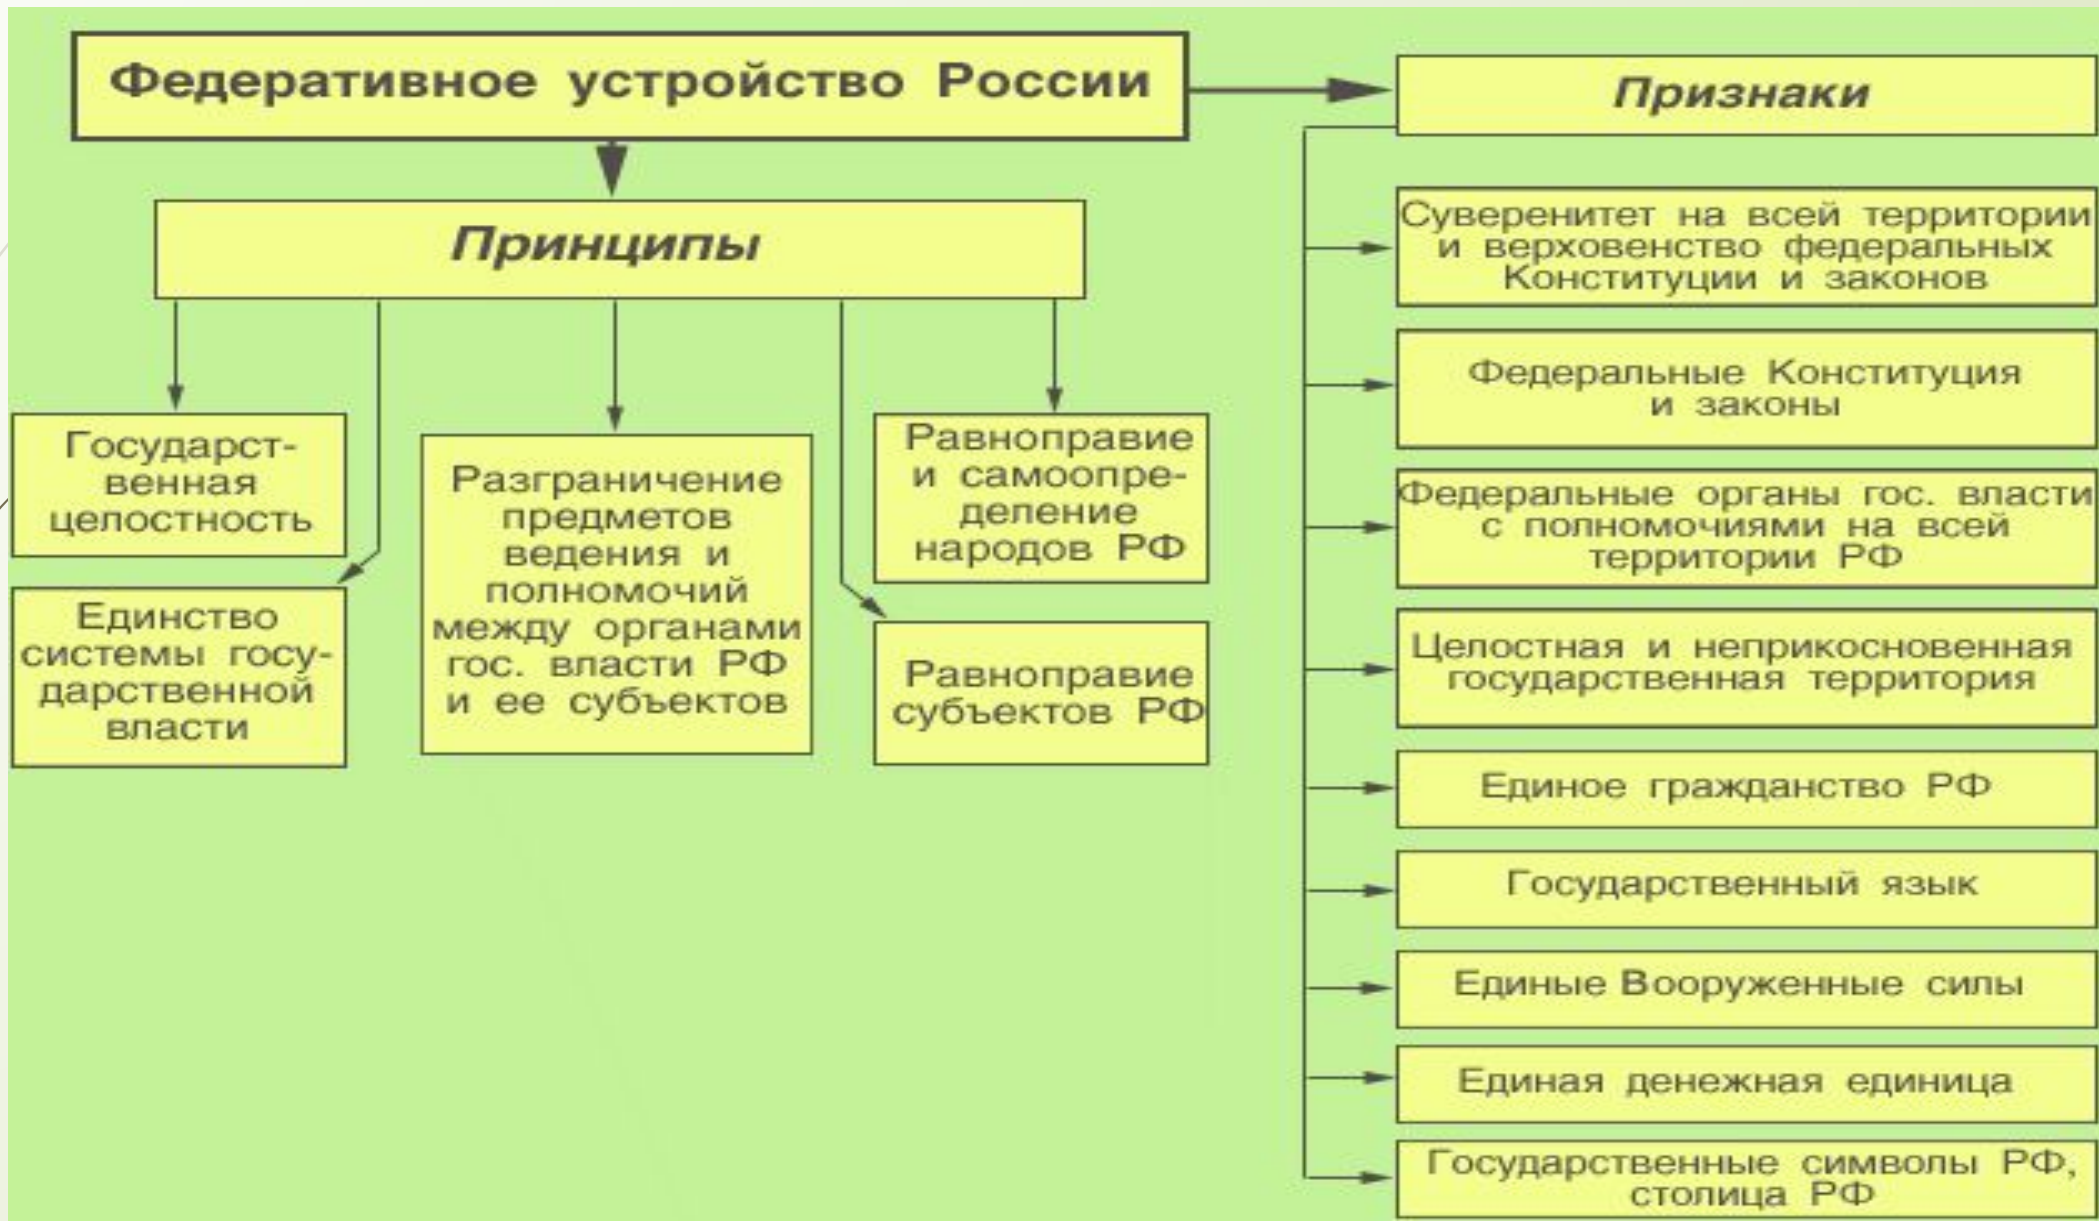 Федеративное устройство России
Принципы
Государст-
венная
целостность
Единство
системы госу-
дарственной
власти
Разграничение
предметов
ведения и
полномочий
между органами
гос. власти РФ
и ее субъектов
Равноправие
и самоопре-
деление
народов РФ
Равноправие
субъектов РФ
Признаки
Суверенитет на всей территории
и верховенство федеральных
Конституции и законов
Федеральные Конституция
и законы
Федеральные органы гос. власти
с полномочиями на всей
территории РФ
Целостная и неприкосновенная
государственная территория
Единое гражданство РФ
Государственный язык
Единые Вооруженные силы
Единая денежная единица
Государственные символы РФ,
столица РФ